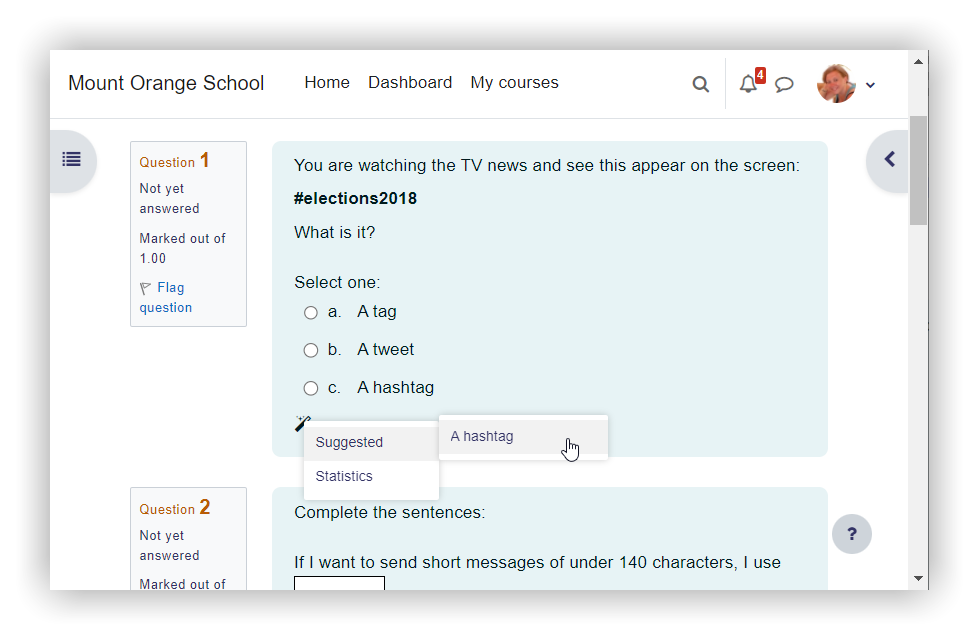 Mount Orange School Home Dashboard My courses 4
Question 1
Not yet
answered
Marked out of
1.00
Flag
question
You are watching the TV news and see this appear on the screen:
#elections2018
What is it?
Select one:
a. A tag
b. A tweet
c. A hashtag
Suggested
A hashtag
Statistics
Question 2
Not yet
answered
Marked out of
Complete the sentences:
If I want to send short messages of under 140 characters, I use
?